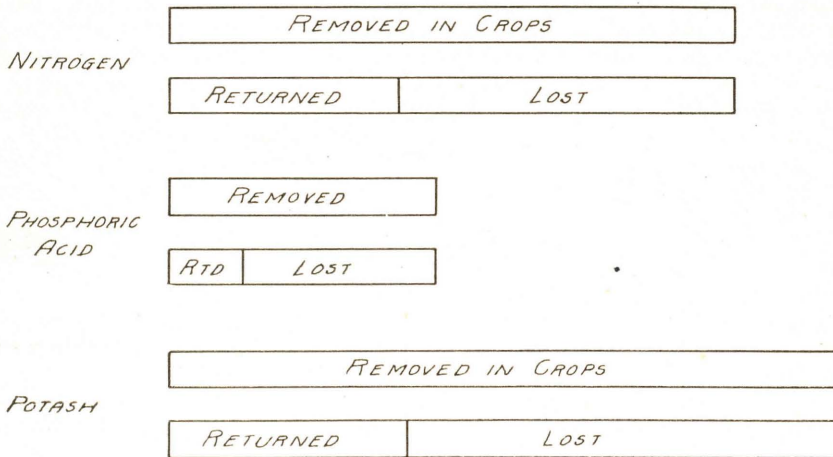 REMOVED IN CROPS
NITROGEN
RETURNED LOST
REMOVED
PHOSPHORIC
ACID
RTD LOST
REMOVED IN CROPS
POTASH
RETURNED LOST